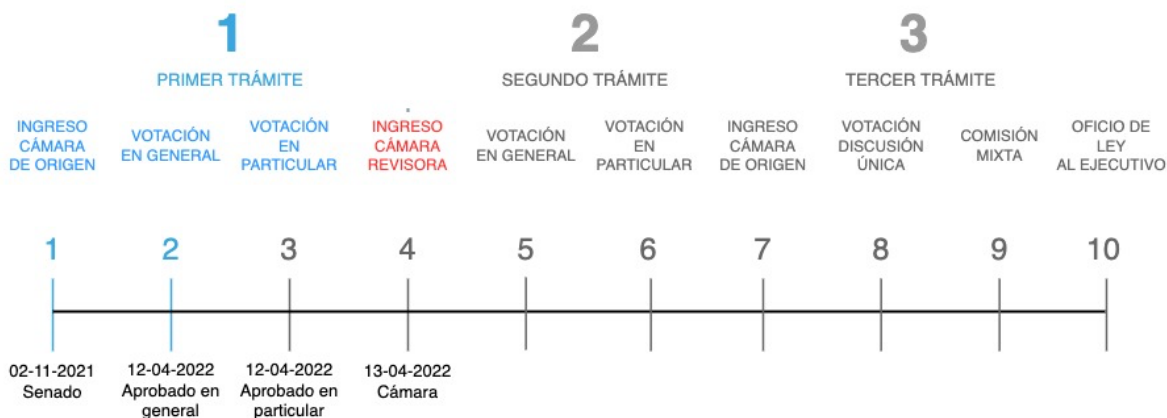 1
2
3
PRIMER TRÁMITE
SEGUNDO TRÁMITE
TERCER TRÁMITE
INGRESO
CÁMARA
DE ORIGEN
VOTACIÓN
EN GENERAL
VOTACIÓN
EN
PARTICULAR
INGRESO
CÁMARA
REVISORA
VOTACIÓN
EN GENERAL
VOTACIÓN
EN
PARTICULAR
INGRESO
CÁMARA
DE ORIGEN
VOTACIÓN
DISCUSIÓN
ÚNICA
COMISIÓN
MIXTA
OFICIO DE
LEY
AL EJECUTIVO
1
2
3
4
5
6
7
8
9
10
02-11-2021
Senado
12-04-2022
Aprobado en
general
12-04-2022
Aprobado en
particular
13-04-2022
Cámara